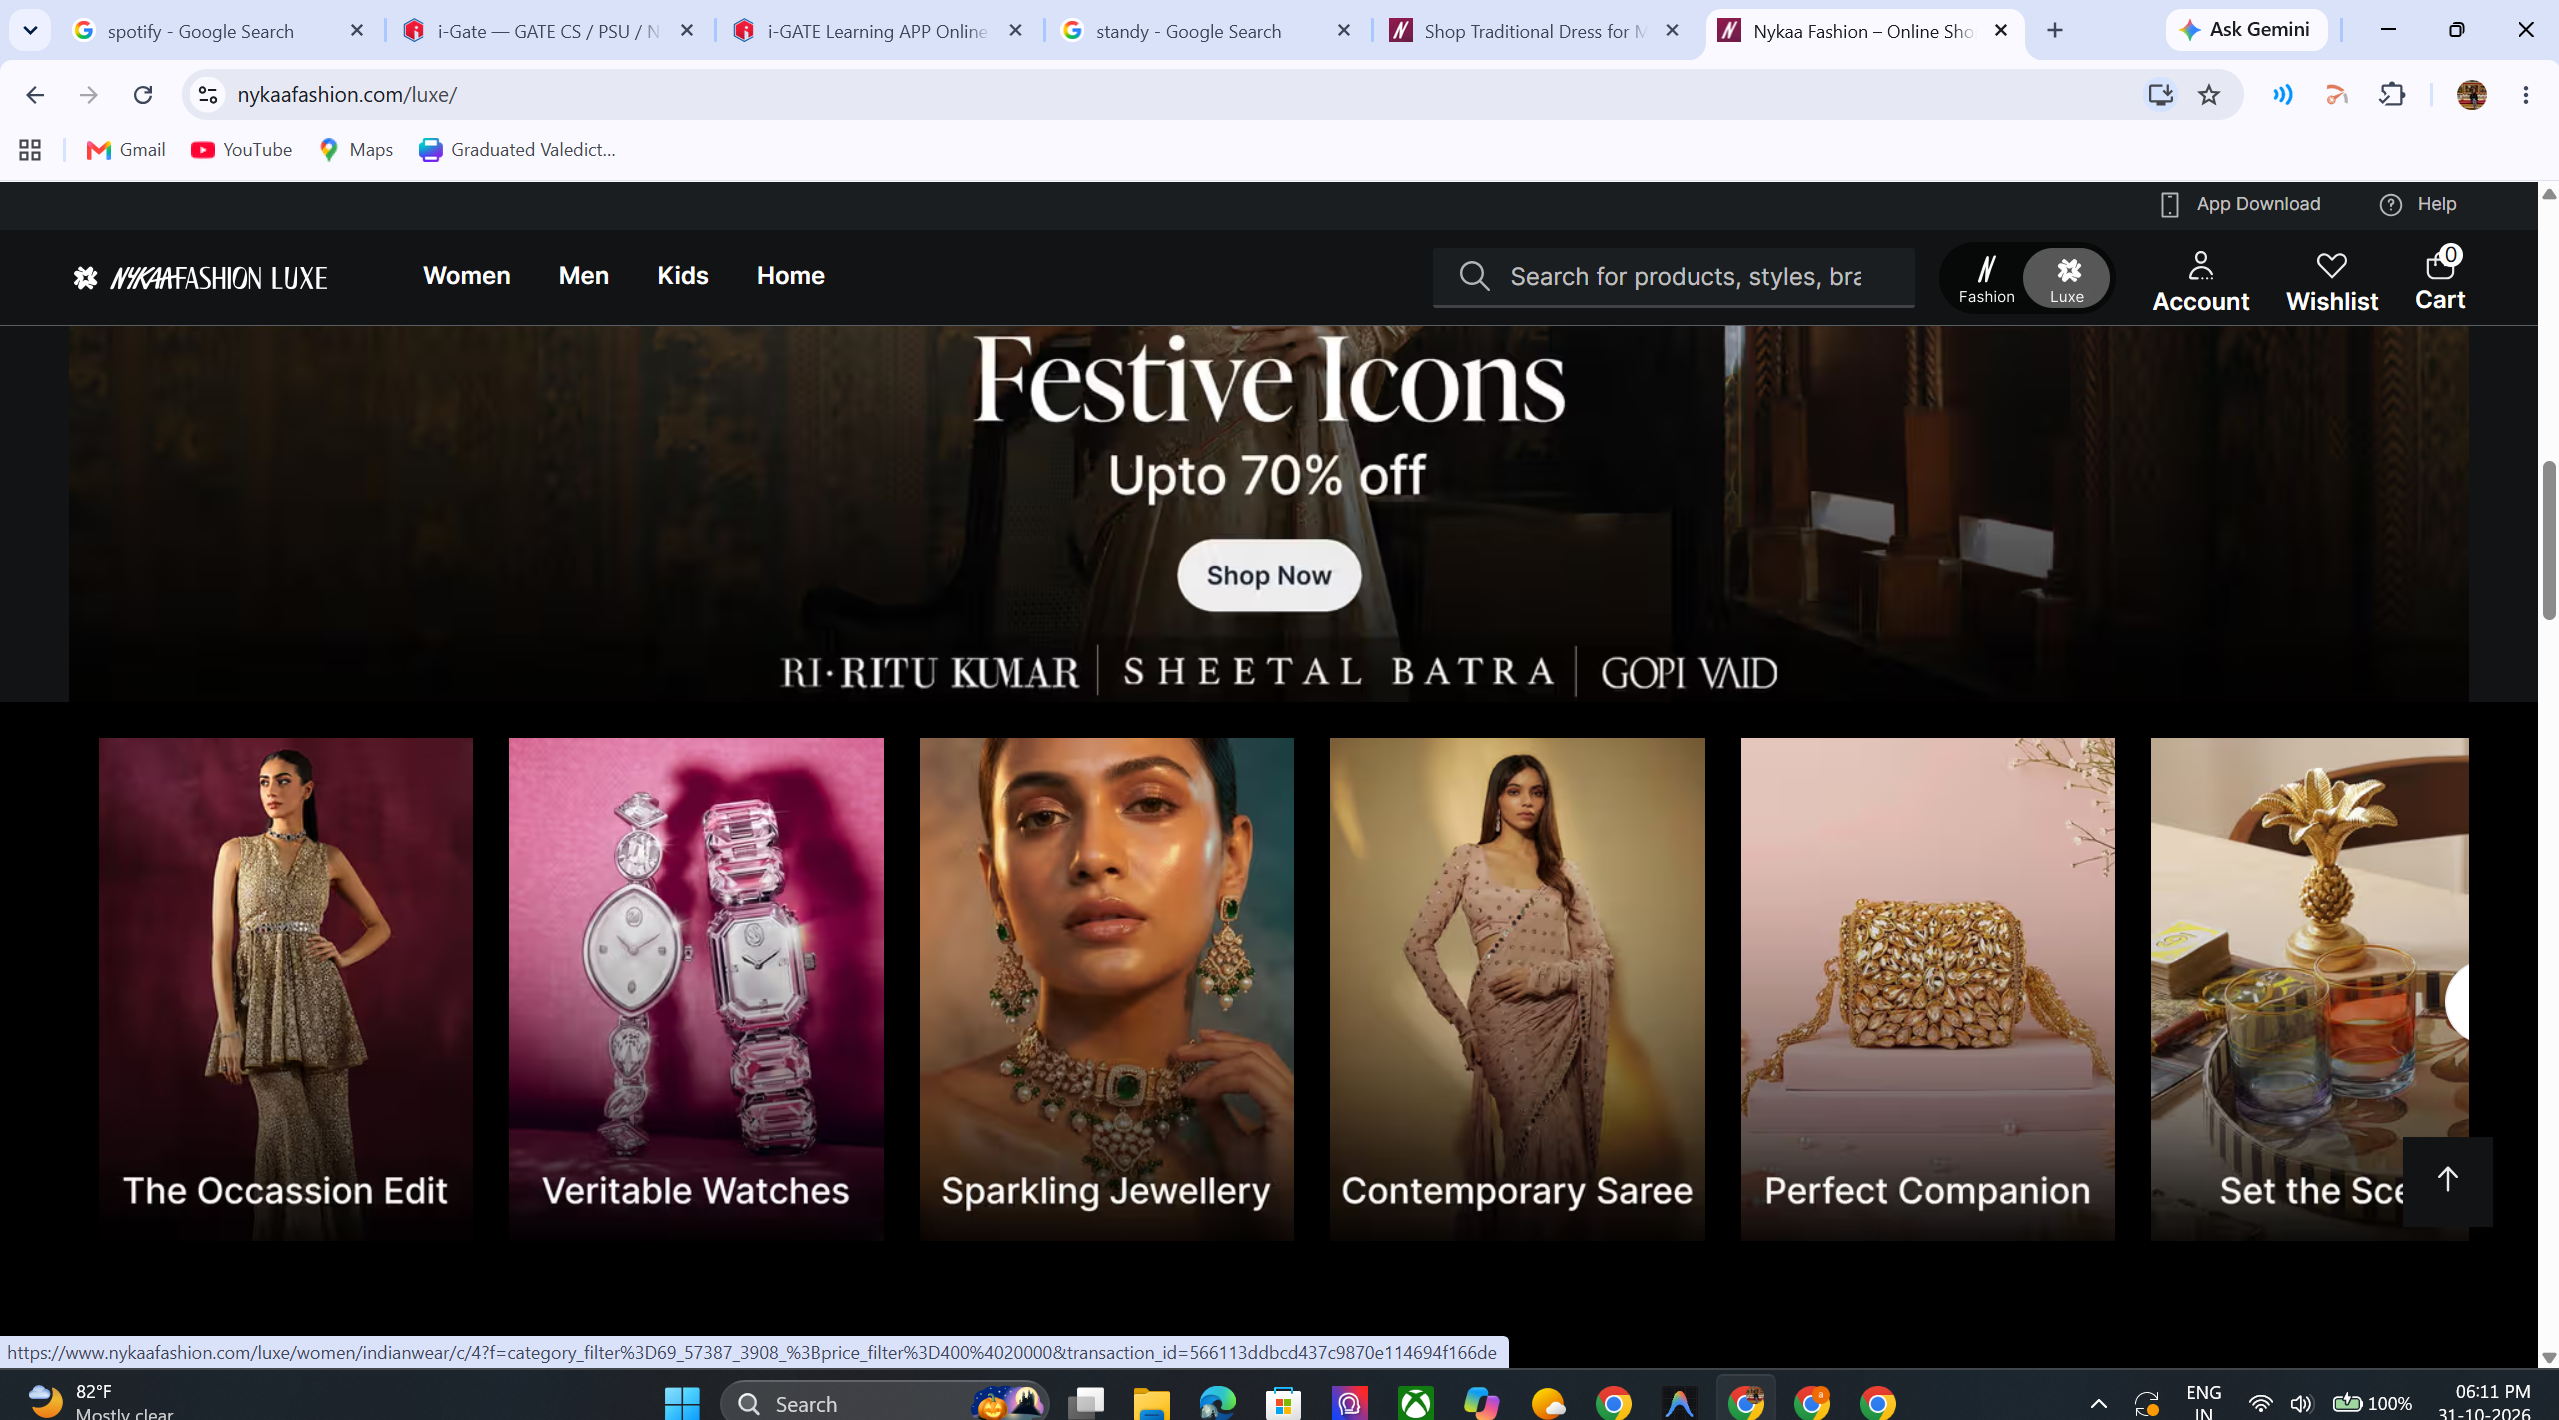 spotify - Google Search
i-Gate — GATE CS / PSU / N
i-GATE Learning APP Online
standy - Google Search
Shop Traditional Dress for M
Nykaa Fashion – Online Sho
Ask Gemini
nykaafashion.com/luxe/
Gmail
YouTube
Maps
Graduated Valedict...
App Download
Help
NYKAA FASHION LUXE
Women
Men
Kids
Home
Search for products, styles, bra
Fashion
Luxe
Account
Wishlist
0
Cart
Festive Icons
Upto 70% off
Shop Now
RI·RITU KUMAR | SHEETAL BATRA | GOPI VAID
The Occassion Edit
Veritable Watches
Sparkling Jewellery
Contemporary Saree
Perfect Companion
Set the Sce
https://www.nykaafashion.com/luxe/women/indianwear/c/4?f=category_filter%3D69_57387_3908_%3Bprice_filter%3D400%4020000&transaction_id=566113ddbcd437c9870e114694f166de
82°F
Mostly clear
Search
ENG
IN
100%
06:11 PM
31-10-2026